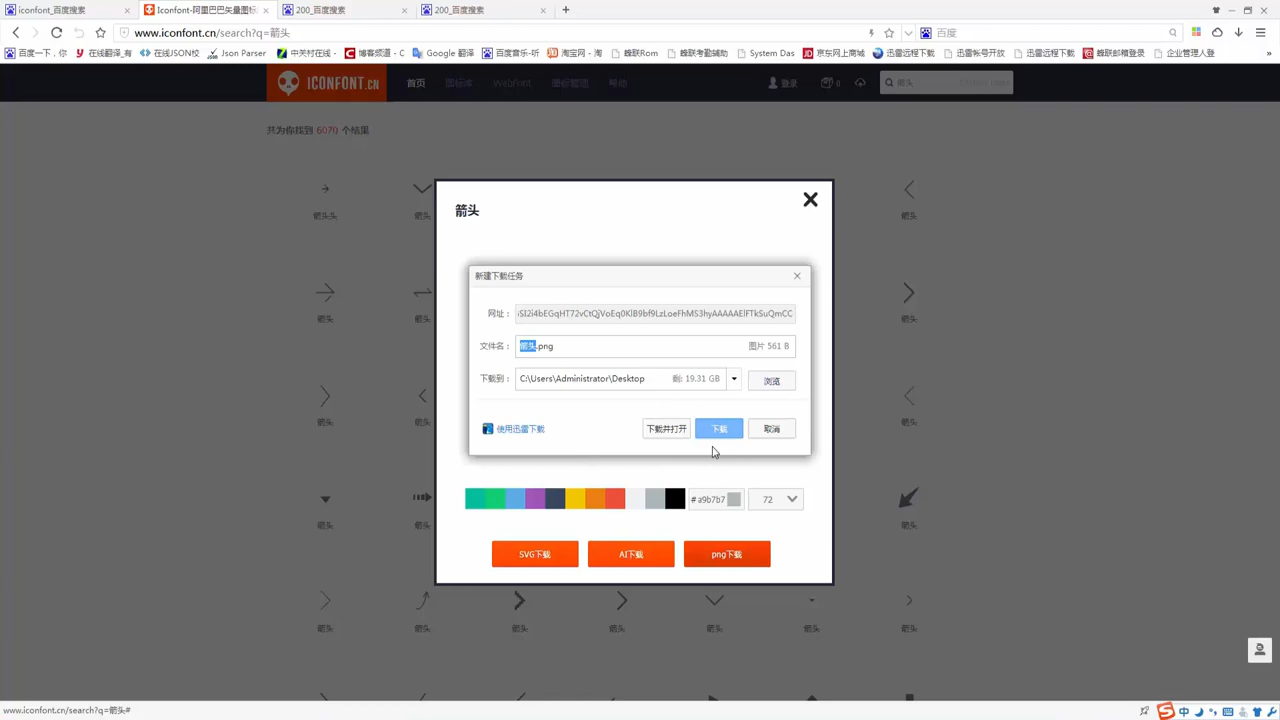 iconfont_百度搜索
Iconfont-阿里巴巴矢量图标
200_百度搜索
200_百度搜索
www.iconfont.cn/search?q=箭头
百度
百度一下，你
在线翻译_有
在线JSON校
Json Parser
中关村在线 -
博客频道 - C
Google 翻译
百度音乐-听
淘宝网 - 淘
蜂联Rom
蜂联考勤辅助
System Das
京东网上商城
迅雷远程下载
迅雷帐号开放
迅雷远程下载
蜂联邮箱登录
企业管理人登
»
ICONFONT.CN
首页
图标库
Webfont
图标管理
帮助
登录
0
箭头
共为你找到 6070 个结果
箭头头
箭头
箭头
箭头
新建下载任务
网址：
文件名：
箭头.png
图片 561 B
箭头
箭头
箭头
下载到：
C:\Users\Administrator\Desktop
剩: 19.31 GB
浏览
使用迅雷下载
下载并打开
下载
取消
箭头
箭头
箭头
# a9b7b7
72
箭头
箭头
箭头
SVG下载
AI下载
png下载
箭头
箭头
箭头
箭头
箭头
箭头
箭头
www.iconfont.cn/search?q=箭头#
中